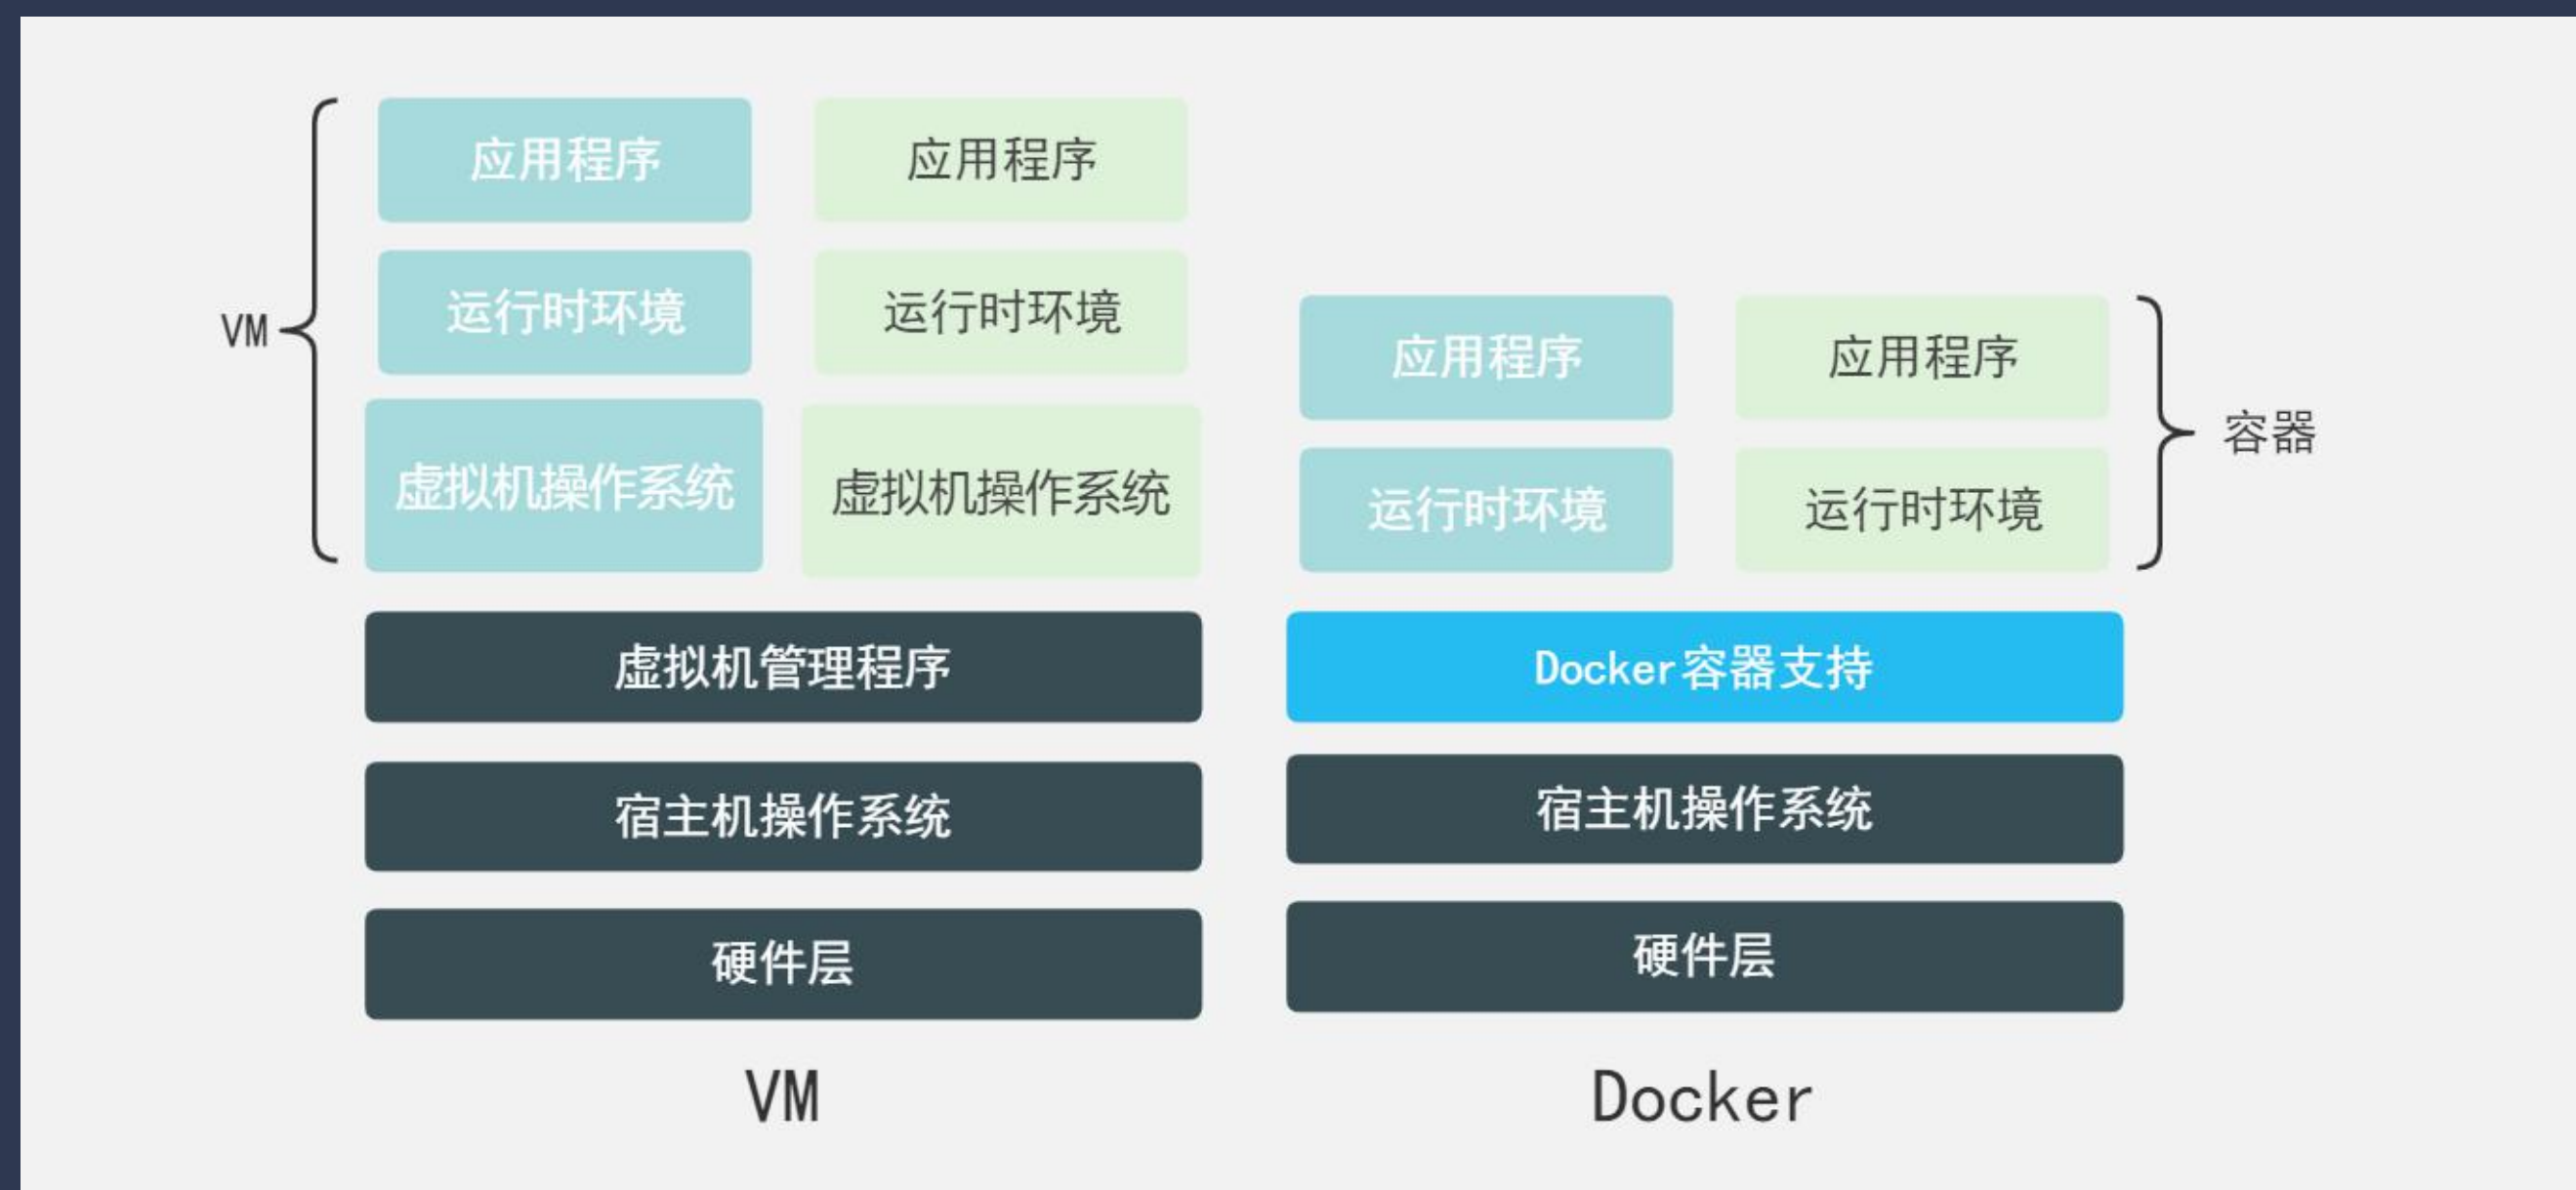 应用程序
应用程序
运行时环境
运行时环境
VM
虚拟机操作系统
虚拟机操作系统
虚拟机管理程序
宿主机操作系统
硬件层
VM
应用程序
应用程序
容器
运行时环境
运行时环境
Docker容器支持
宿主机操作系统
硬件层
Docker